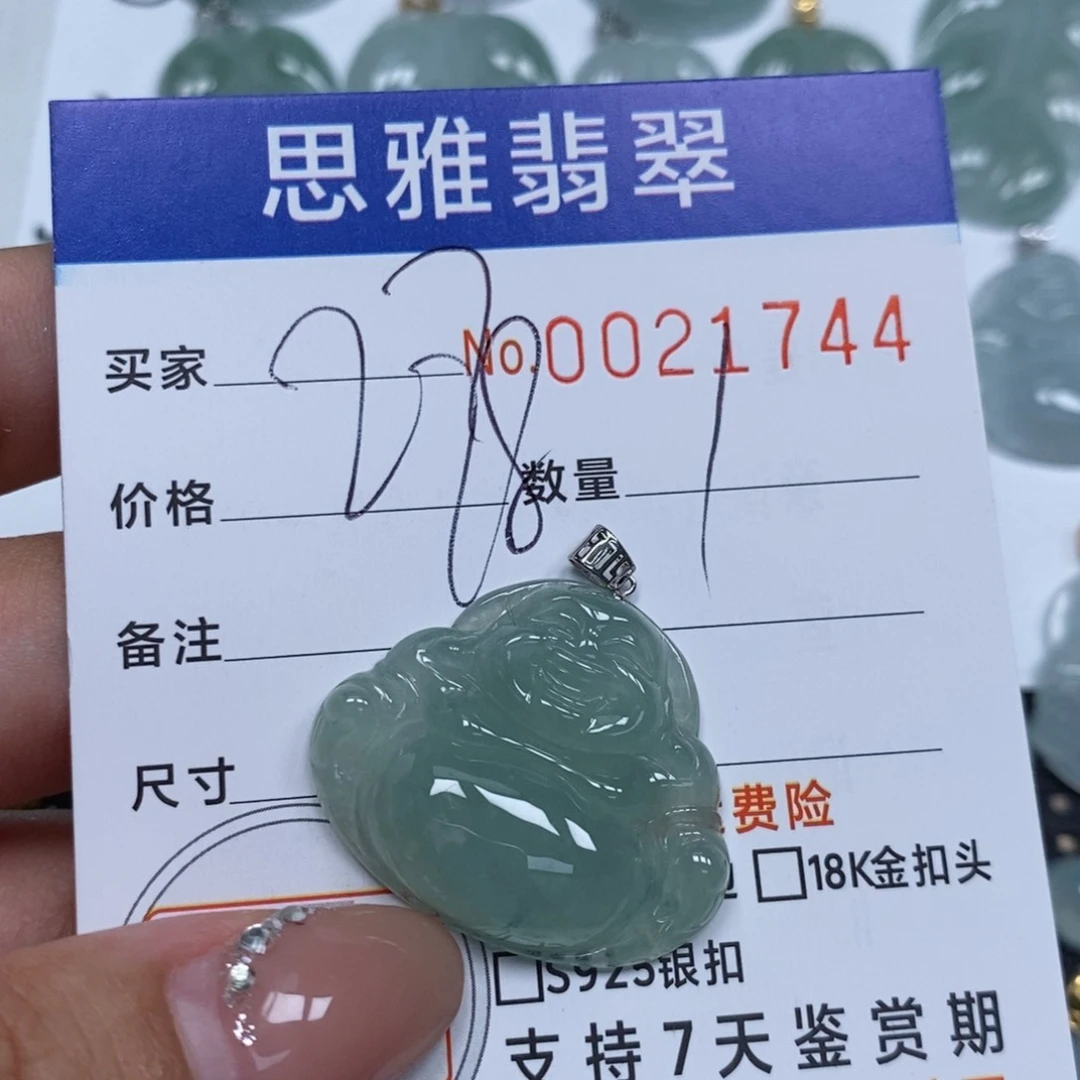 思雅翡翠
买家 No.0021744
价格 数量 1
备注
尺寸
费险
□18K金扣头
□S925银扣
支持7天鉴赏期